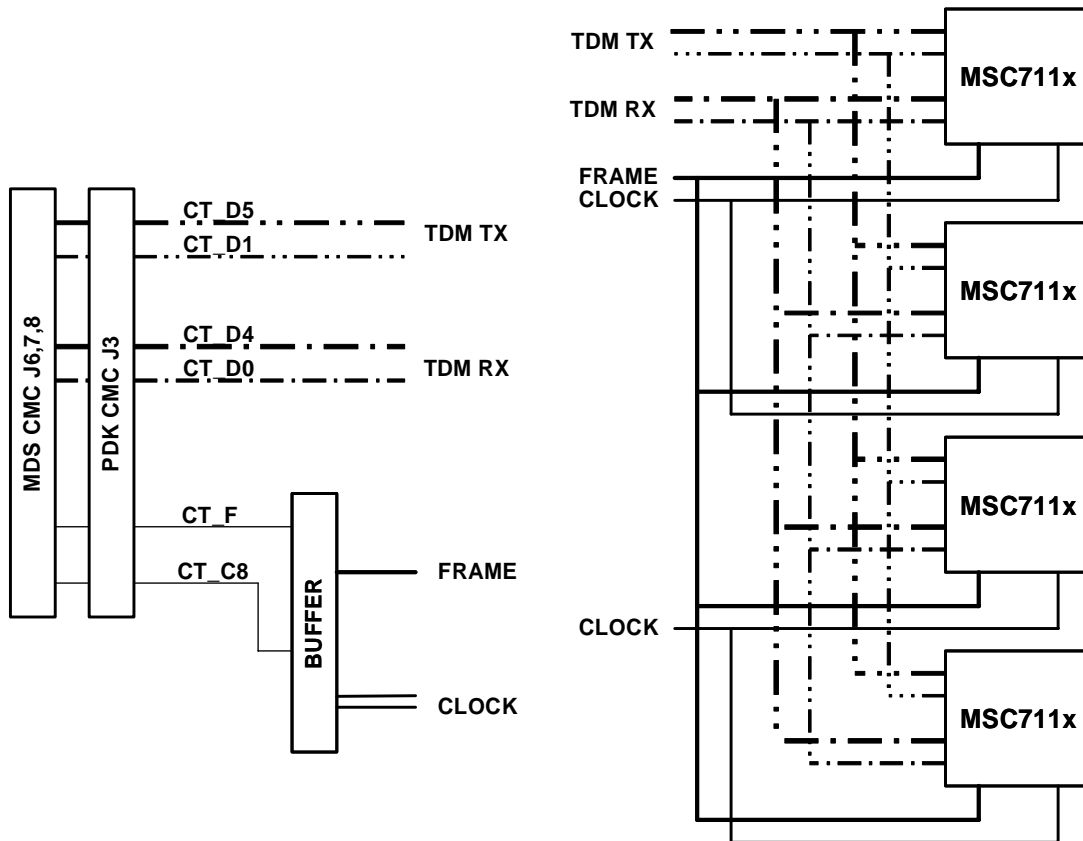 MDS CMC J6,7,8
PDK CMC J3
CT_D5
CT_D1
TDM TX
CT_D4
CT_D0
TDM RX
CT_F
CT_C8
BUFFER
FRAME
CLOCK
TDM TX
TDM RX
FRAME
CLOCK
CLOCK
MSC711x
MSC711x
MSC711x
MSC711x